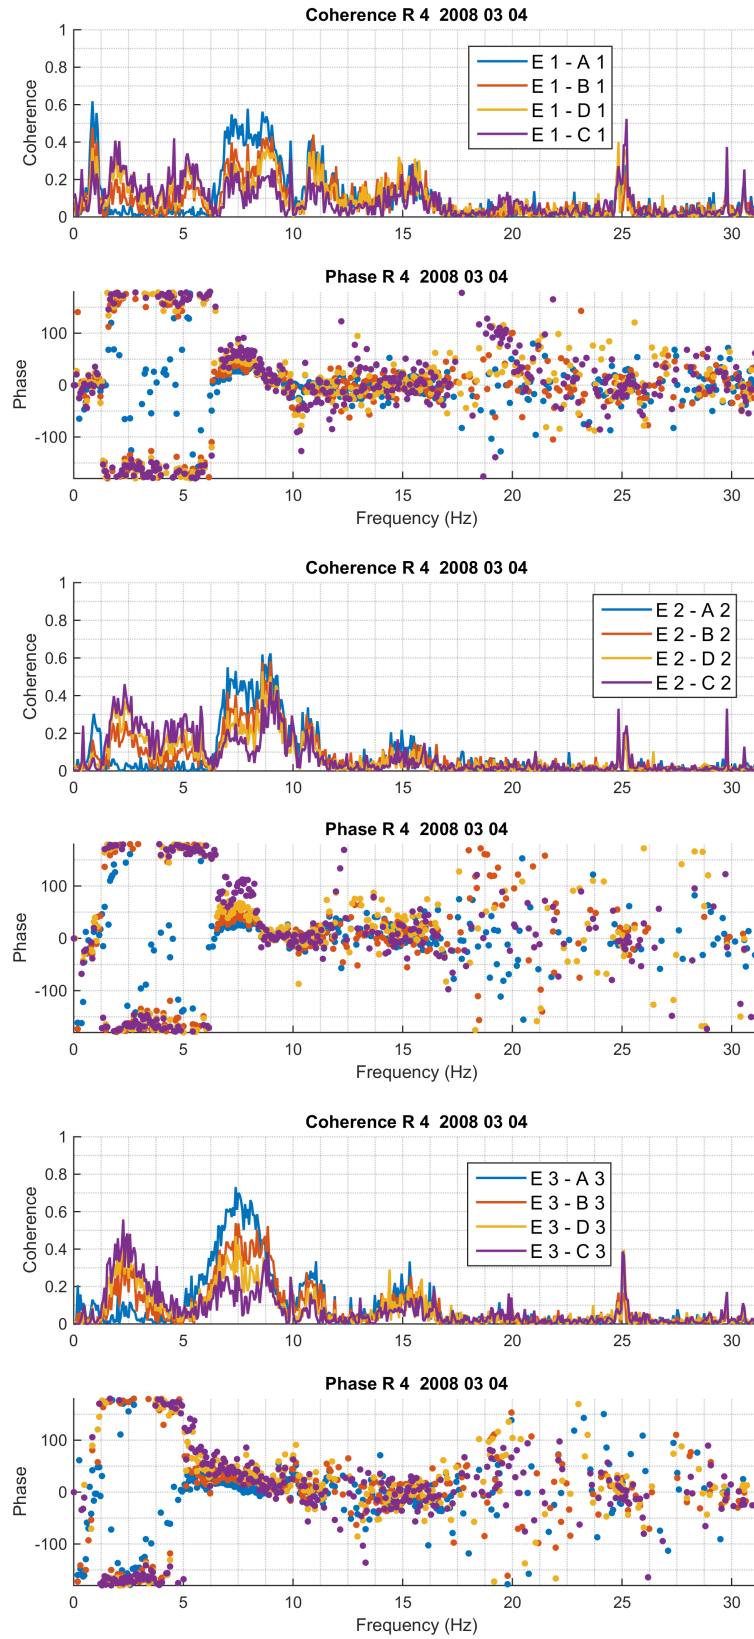 Coherence R 4 2008 03 04
1
0.8
0.6
0.4
0.2
0
Coherence
E 1 - A 1
E 1 - B 1
E 1 - D 1
E 1 - C 1
0 5 10 15 20 25 30
Phase R 4 2008 03 04
100
0
-100
Phase
0 5 10 15 20 25 30
Frequency (Hz)
Coherence R 4 2008 03 04
1
0.8
0.6
0.4
0.2
0
Coherence
E 2 - A 2
E 2 - B 2
E 2 - D 2
E 2 - C 2
0 5 10 15 20 25 30
Phase R 4 2008 03 04
100
0
-100
Phase
0 5 10 15 20 25 30
Frequency (Hz)
Coherence R 4 2008 03 04
1
0.8
0.6
0.4
0.2
0
Coherence
E 3 - A 3
E 3 - B 3
E 3 - D 3
E 3 - C 3
0 5 10 15 20 25 30
Phase R 4 2008 03 04
100
0
-100
Phase
0 5 10 15 20 25 30
Frequency (Hz)